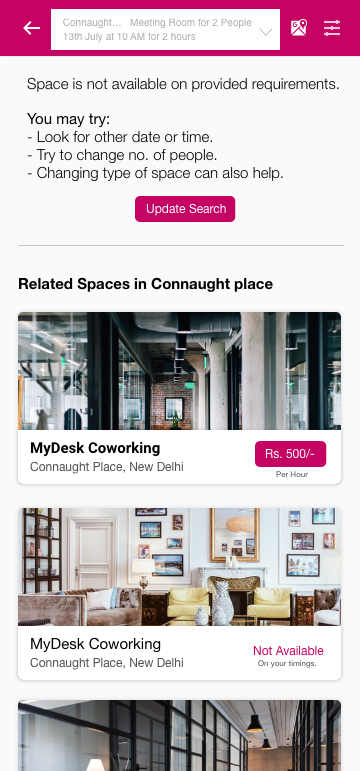 Connaught... Meeting Room for 2 People
13th July at 10 AM for 2 hours
Space is not available on provided requirements.
You may try:
- Look for other date or time.
- Try to change no. of people.
- Changing type of space can also help.
Update Search
Related Spaces in Connaught place
MyDesk Coworking
Connaught Place, New Delhi
Rs. 500/-
Per Hour
MyDesk Coworking
Connaught Place, New Delhi
Not Available
On your timings.